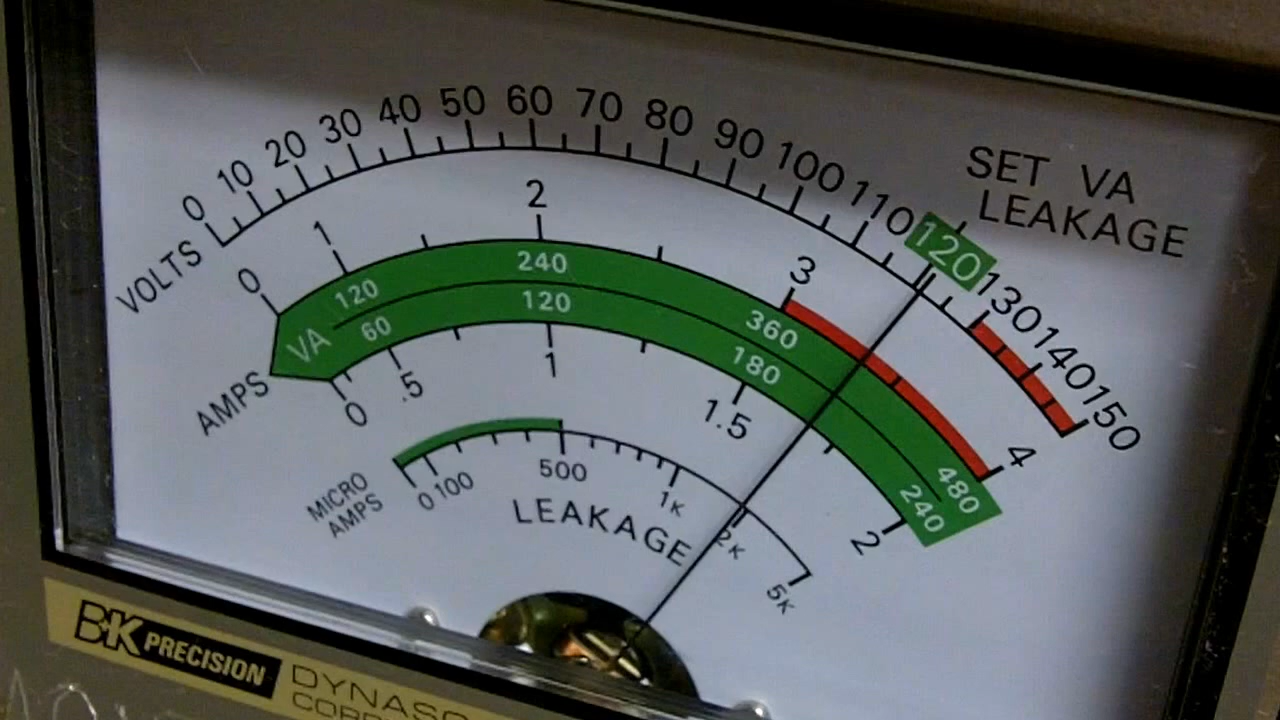 0 10 20 30 40 50 60 70 80 90 100 110 120 130 140 150
VOLTS
SET VA
LEAKAGE
0 1 2 3 4
120 240 360 480
VA
60 120 180 240
AMPS
0 .5 1 1.5 2
MICRO
AMPS
0 100 500 1K 2K 5K
LEAKAGE
B+K PRECISION
DYNASC